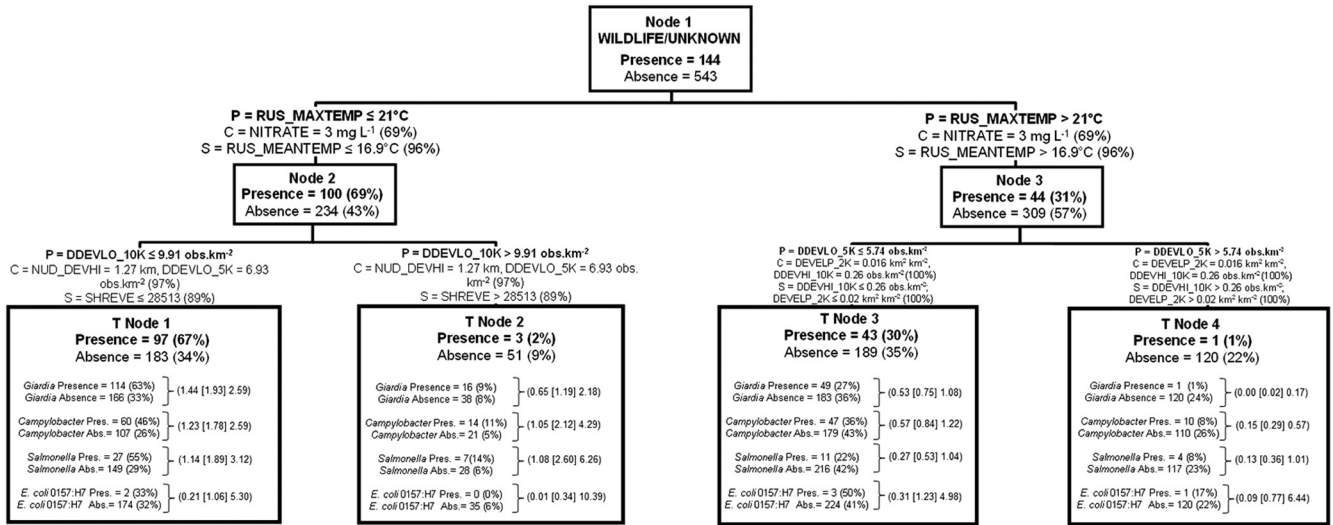 Node 1
WILDLIFE/UNKNOWN
Presence = 144
Absence = 543
P = RUS_MAXTEMP ≤ 21°C
C = NITRATE = 3 mg L-1 (69%)
S = RUS_MEANTEMP ≤ 16.9°C (96%)
P = RUS_MAXTEMP > 21°C
C = NITRATE = 3 mg L-1 (69%)
S = RUS_MEANTEMP > 16.9°C (96%)
Node 2
Presence = 100 (69%)
Absence = 234 (43%)
Node 3
Presence = 44 (31%)
Absence = 309 (57%)
P = DDEVLO_10K ≤ 9.91 obs.km-2
C = NUD_DEVHI = 1.27 km, DDEVLO_5K = 6.93
obs.km-2 (97%)
S = SHREVE ≤ 28513 (89%)
P = DDEVLO_10K > 9.91 obs.km-2
C = NUD_DEVHI = 1.27 km, DDEVLO_5K = 6.93 obs.
km-2 (97%)
S = SHREVE > 28513 (89%)
P = DDEVLO_5K ≤ 5.74 obs.km-2
C = DEVELP_2K = 0.016 km2 km-2,
DDEVHI_10K = 0.26 obs.km-2 (100%)
S = DDEVHI_10K ≤ 0.26 obs.km-2;
DEVELP_2K ≤ 0.02 km2 km-2 (100%)
P = DDEVLO_5K > 5.74 obs.km-2
C = DEVELP_2K = 0.016 km2 km-2,
DDEVHI_10K = 0.26 obs.km-2 (100%)
S = DDEVHI_10K > 0.26 obs.km-2;
DEVELP_2K > 0.02 km2 km-2 (100%)
T Node 1
Presence = 97 (67%)
Absence = 183 (34%)
Giardia Presence = 114 (63%)
Giardia Absence = 166 (33%)
(1.44 [1.93] 2.59)
Campylobacter Pres. = 60 (46%)
Campylobacter Abs.= 107 (26%)
(1.23 [1.78] 2.59)
Salmonella Pres. = 27 (55%)
Salmonella Abs.= 149 (29%)
(1.14 [1.89] 3.12)
E. coli 0157:H7 Pres. = 2 (33%)
E. coli 0157:H7 Abs. = 174 (32%)
(0.21 [1.06] 5.30)
T Node 2
Presence = 3 (2%)
Absence = 51 (9%)
Giardia Presence = 16 (9%)
Giardia Absence = 38 (8%)
(0.65 [1.19] 2.18)
Campylobacter Pres. = 14 (11%)
Campylobacter Abs.= 21 (5%)
(1.05 [2.12] 4.29)
Salmonella Pres. = 7(14%)
Salmonella Abs.= 28 (6%)
(1.08 [2.60] 6.26)
E. coli 0157:H7 Pres. = 0 (0%)
E. coli 0157:H7 Abs. = 35 (6%)
(0.01 [0.34] 10.39)
T Node 3
Presence = 43 (30%)
Absence = 189 (35%)
Giardia Presence = 49 (27%)
Giardia Absence = 183 (36%)
(0.53 [0.75] 1.08)
Campylobacter Pres. = 47 (36%)
Campylobacter Abs. = 179 (43%)
(0.57 [0.84] 1.22)
Salmonella Pres. = 11 (22%)
Salmonella Abs. = 216 (42%)
(0.27 [0.53] 1.04)
E. coli 0157:H7 Pres. = 3 (50%)
E. coli 0157:H7 Abs. = 224 (41%)
(0.31 [1.23] 4.98)
T Node 4
Presence = 1 (1%)
Absence = 120 (22%)
Giardia Presence = 1 (1%)
Giardia Absence = 120 (24%)
(0.00 [0.02] 0.17)
Campylobacter Pres. = 10 (8%)
Campylobacter Abs. = 110 (26%)
(0.15 [0.29] 0.57)
Salmonella Pres. = 4 (8%)
Salmonella Abs. = 117 (23%)
(0.13 [0.36] 1.01)
E. coli 0157:H7 Pres. = 1 (17%)
E. coli 0157:H7 Abs. = 120 (22%)
(0.09 [0.77] 6.44)